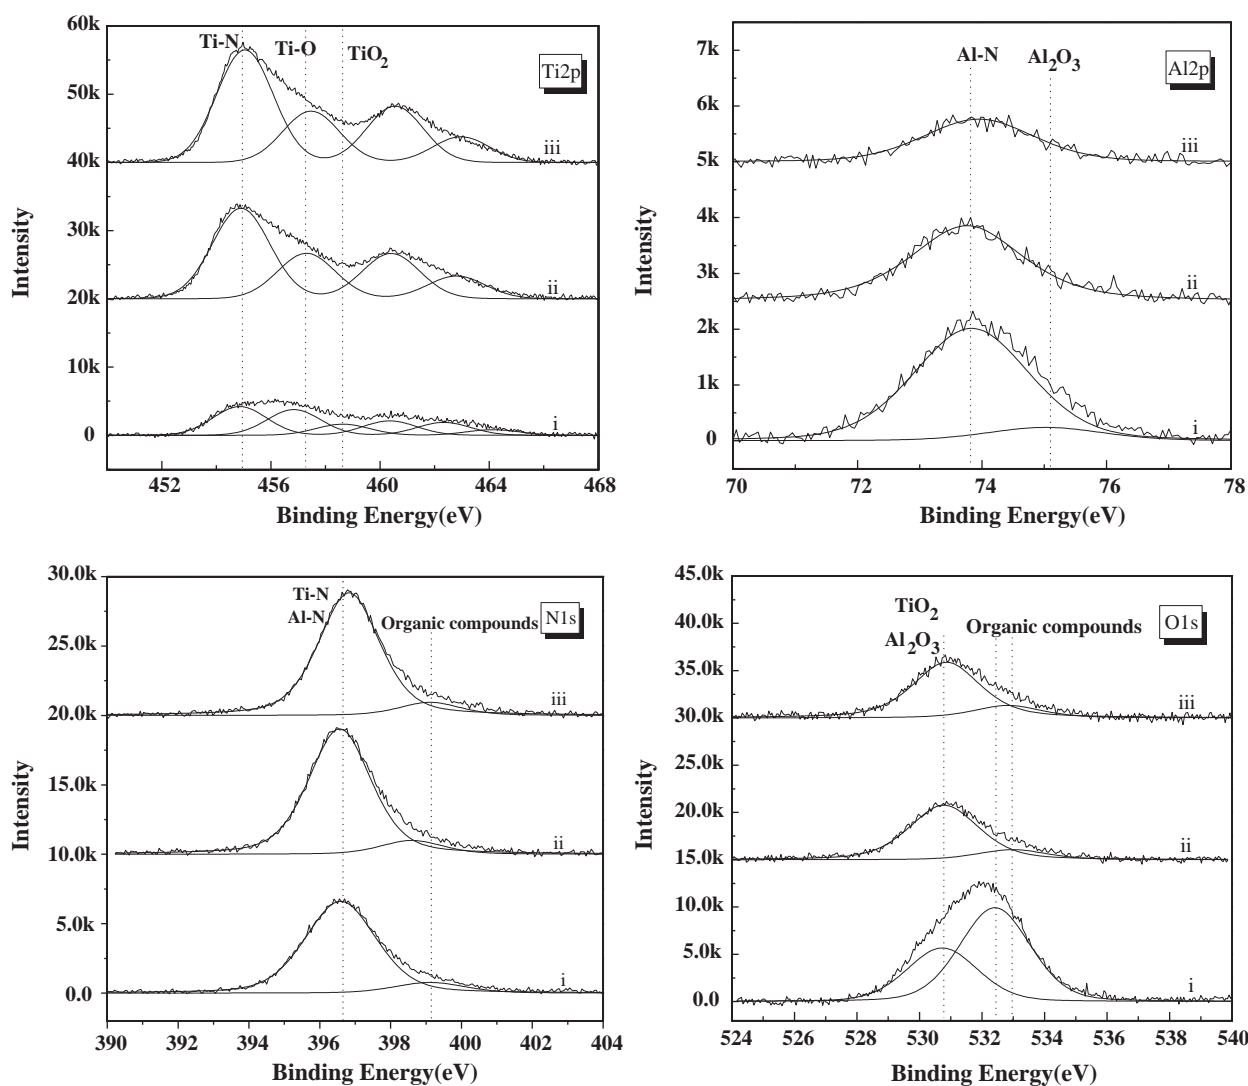 60k
50k
40k
30k
20k
10k
0
Ti-N
Ti-O
TiO2
Ti2p
iii
ii
i
452
456
460
464
468
Binding Energy(eV)
Intensity
7k
6k
5k
4k
3k
2k
1k
0
Al-N
Al2O3
Al2p
iii
ii
i
70
72
74
76
78
Binding Energy(eV)
Intensity
30.0k
25.0k
20.0k
15.0k
10.0k
5.0k
0.0
Ti-N
Al-N
Organic compounds
N1s
iii
ii
i
390
392
394
396
398
400
402
404
Binding Energy(eV)
Intensity
45.0k
40.0k
35.0k
30.0k
25.0k
20.0k
15.0k
10.0k
5.0k
0.0
TiO2
Al2O3
Organic compounds
O1s
iii
ii
i
524
526
528
530
532
534
536
538
540
Binding Energy(eV)
Intensity